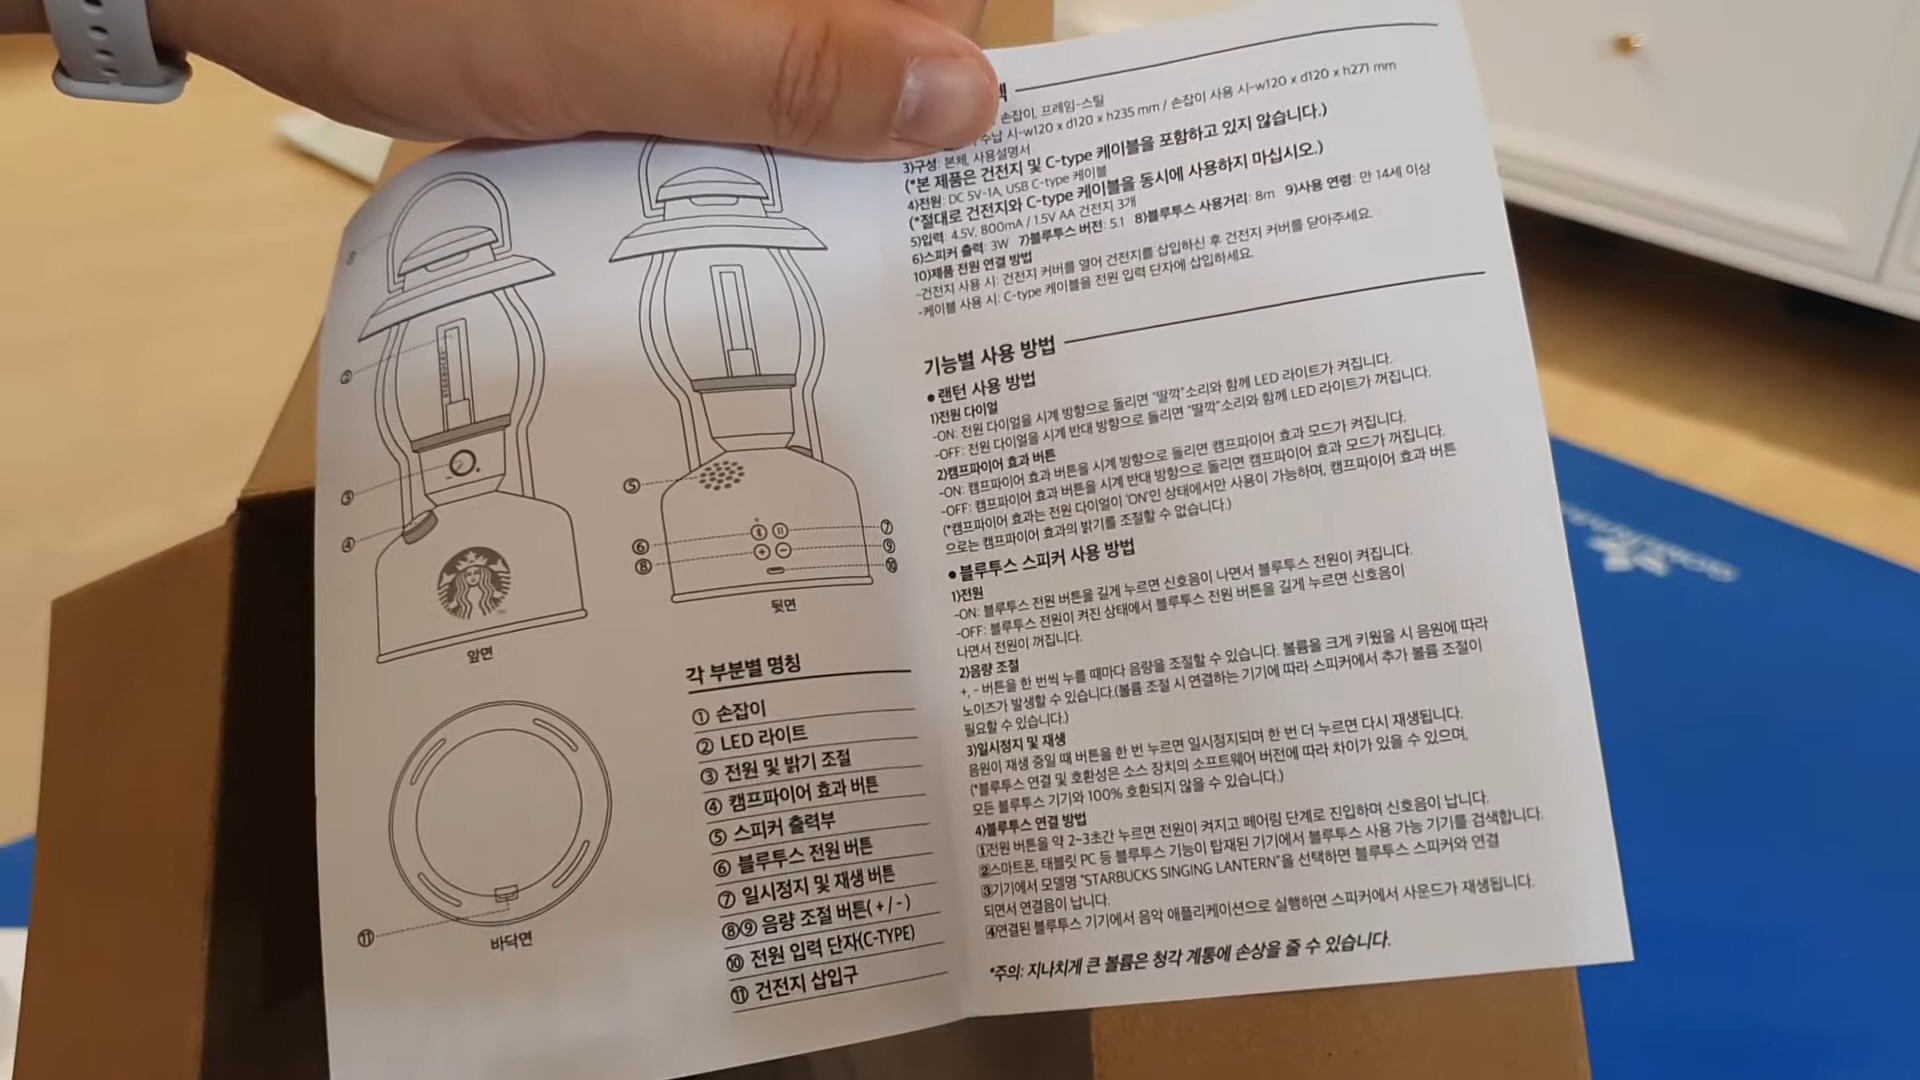 ①
②
③
④
앞면
⑤
⑥
⑧
⑦
⑨
⑩
뒷면
⑪
바닥면
각 부분별 명칭
① 손잡이
② LED 라이트
③ 전원 및 밝기 조절
④ 캠프파이어 효과 버튼
⑤ 스피커 출력부
⑥ 블루투스 전원 버튼
⑦ 일시정지 및 재생 버튼
⑧⑨ 음량 조절 버튼( + / - )
⑩ 전원 입력 단자(C-TYPE)
⑪ 건전지 삽입구
손잡이, 프레임-스틸
수납 시-w120 x d120 x h235 mm / 손잡이 사용 시-w120 x d120 x h271 mm
3)구성: 본체, 사용설명서
(*본 제품은 건전지 및 C-type 케이블을 포함하고 있지 않습니다.)
4)전원: DC 5V-1A, USB C-type 케이블
(*절대로 건전지와 C-type 케이블을 동시에 사용하지 마십시오.)
5)입력: 4.5V, 800mA / 1.5V AA 건전지 3개
6)스피커 출력: 3W 7)블루투스 버전: 5.1 8)블루투스 사용거리: 8m 9)사용 연령: 만 14세 이상
10)제품 전원 연결 방법
-건전지 사용 시: 건전지 커버를 열어 건전지를 삽입하신 후 건전지 커버를 닫아주세요.
-케이블 사용 시: C-type 케이블을 전원 입력 단자에 삽입하세요.
기능별 사용 방법
●랜턴 사용 방법
1)전원 다이얼
-ON: 전원 다이얼을 시계 방향으로 돌리면 "딸깍"소리와 함께 LED 라이트가 켜집니다.
-OFF: 전원 다이얼을 시계 반대 방향으로 돌리면 "딸깍"소리와 함께 LED 라이트가 꺼집니다.
2)캠프파이어 효과 버튼
-ON: 캠프파이어 효과 버튼을 시계 방향으로 돌리면 캠프파이어 효과 모드가 켜집니다.
-OFF: 캠프파이어 효과 버튼을 시계 반대 방향으로 돌리면 캠프파이어 효과 모드가 꺼집니다.
(*캠프파이어 효과는 전원 다이얼이 'ON'인 상태에서만 사용이 가능하며, 캠프파이어 효과 버튼
으로는 캠프파이어 효과의 밝기를 조절할 수 없습니다.)
●블루투스 스피커 사용 방법
1)전원
-ON: 블루투스 전원 버튼을 길게 누르면 신호음이 나면서 블루투스 전원이 켜집니다.
-OFF: 블루투스 전원이 켜진 상태에서 블루투스 전원 버튼을 길게 누르면 신호음이
나면서 전원이 꺼집니다.
2)음량 조절
+, - 버튼을 한 번씩 누를 때마다 음량을 조절할 수 있습니다. 볼륨을 크게 키웠을 시 음원에 따라
노이즈가 발생할 수 있습니다.(볼륨 조절 시 연결하는 기기에 따라 스피커에서 추가 볼륨 조절이
필요할 수 있습니다.)
3)일시정지 및 재생
음원이 재생 중일 때 버튼을 한 번 누르면 일시정지되며 한 번 더 누르면 다시 재생됩니다.
(*블루투스 연결 및 호환성은 소스 장치의 소프트웨어 버전에 따라 차이가 있을 수 있으며,
모든 블루투스 기기와 100% 호환되지 않을 수 있습니다.)
4)블루투스 연결 방법
1전원 버튼을 약 2~3초간 누르면 전원이 켜지고 페어링 단계로 진입하며 신호음이 납니다.
2스마트폰, 태블릿 PC 등 블루투스 기능이 탑재된 기기에서 블루투스 사용 가능 기기를 검색합니다.
3기기에서 모델명 "STARBUCKS SINGING LANTERN"을 선택하면 블루투스 스피커와 연결
되면서 연결음이 납니다.
4연결된 블루투스 기기에서 음악 애플리케이션으로 실행하면 스피커에서 사운드가 재생됩니다.
*주의: 지나치게 큰 볼륨은 청각 계통에 손상을 줄 수 있습니다.